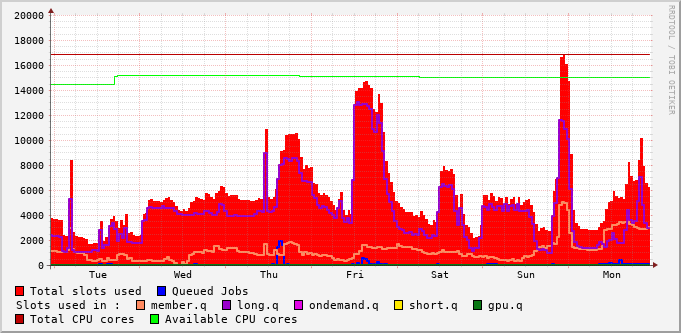 20000
18000
16000
14000
12000
10000
8000
6000
4000
2000
0
Tue Wed Thu Fri Sat Sun Mon
RRDTOOL / TOBI OETIKER
Total slots used Queued Jobs
Slots used in : member.q long.q ondemand.q short.q gpu.q
Total CPU cores Available CPU cores